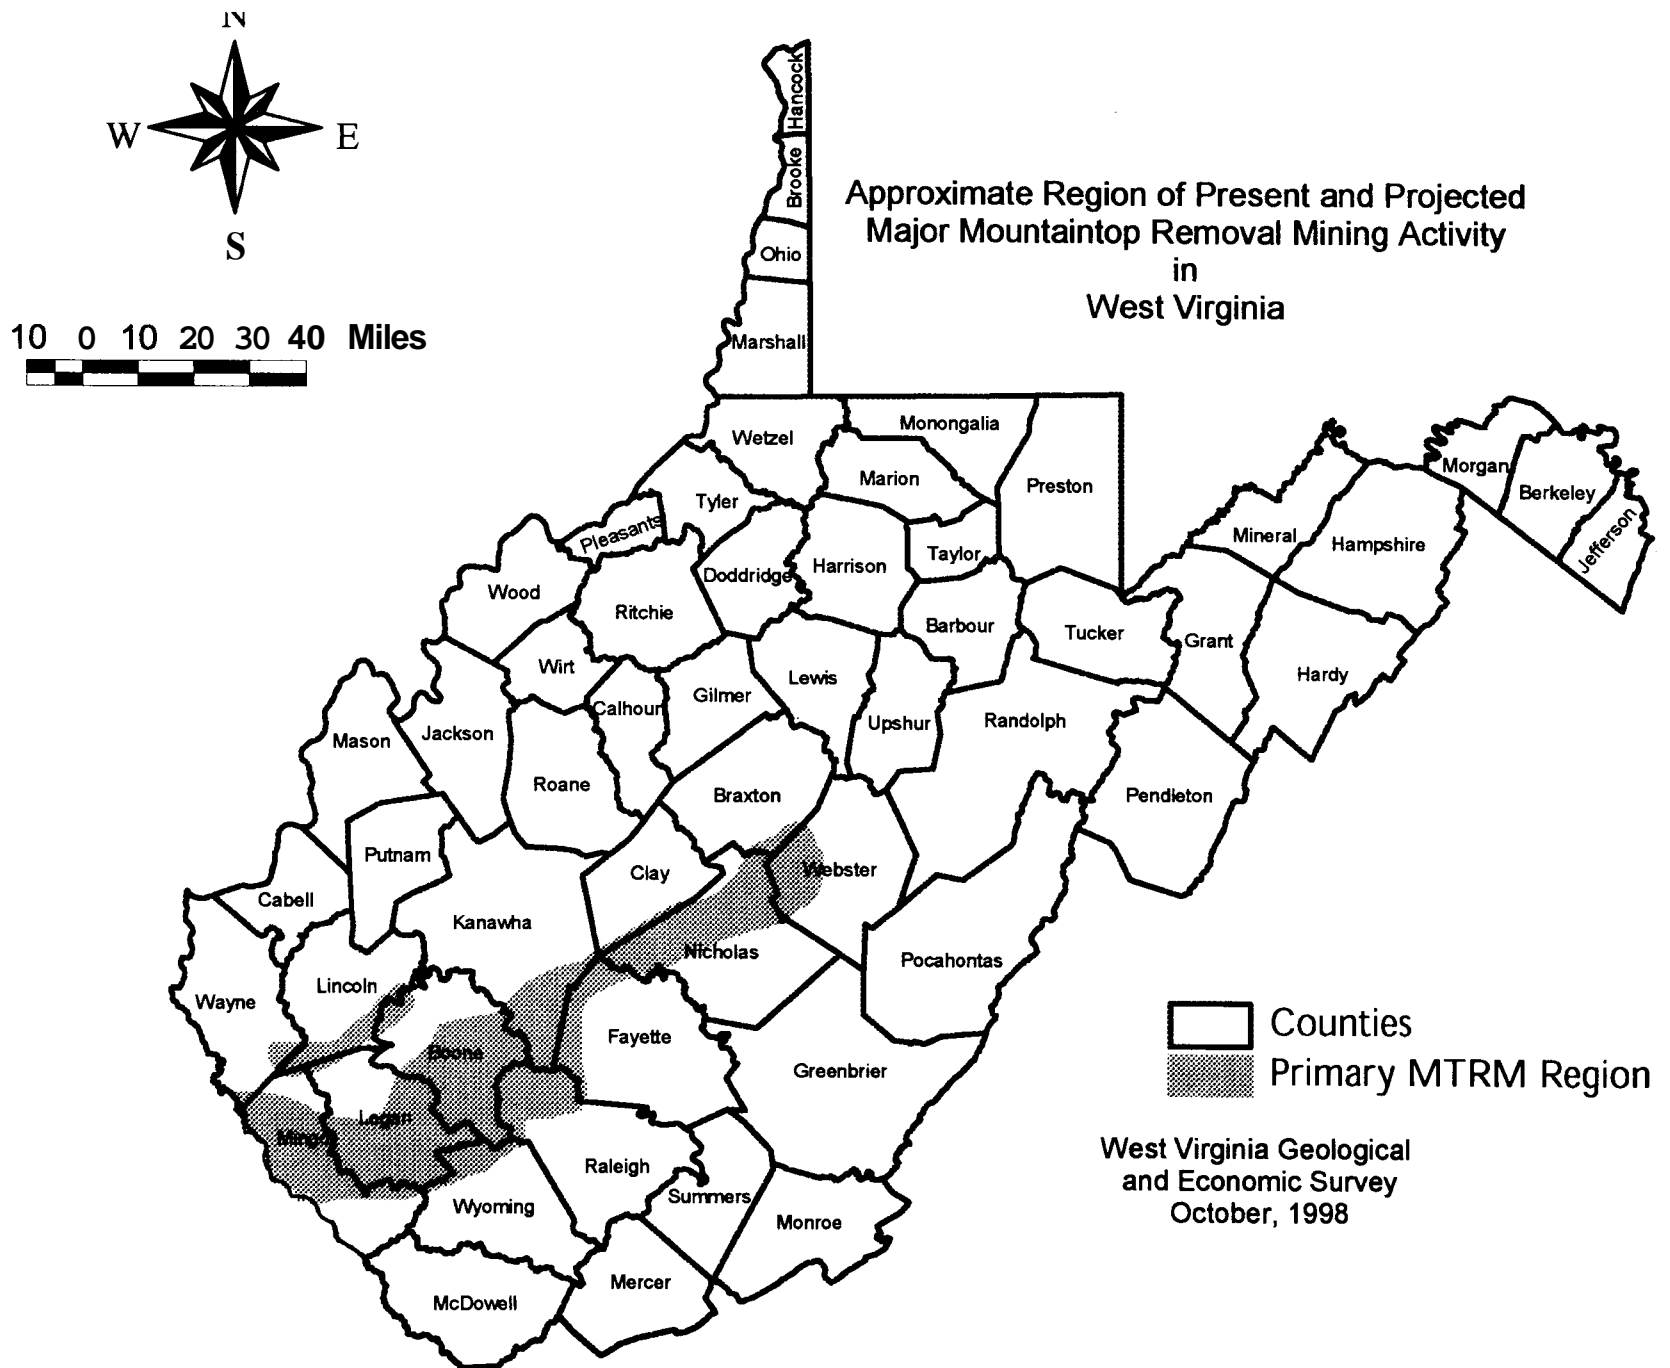 N
W E
S
10 0 10 20 30 40 Miles
Approximate Region of Present and Projected
Major Mountaintop Removal Mining Activity
in
West Virginia
Hancock
Brooke
Ohio
Marshall
Wetzel
Monongalia
Marion
Preston
Tyler
Pleasants
Morgan
Berkeley
Jefferson
Mineral
Hampshire
Taylor
Harrison
Doddridge
Wood
Ritchie
Barbour
Tucker
Grant
Hardy
Wirt
Lewis
Gilmer
Calhoun
Upshur
Randolph
Jackson
Mason
Roane
Braxton
Pendleton
Putnam
Clay
Webster
Cabell
Kanawha
Nicholas
Pocahontas
Lincoln
Wayne
Fayette
Boone
Greenbrier
Logan
Mingo
Raleigh
Summers
Wyoming
Monroe
Mercer
McDowell
Counties
Primary MTRM Region
West Virginia Geological
and Economic Survey
October, 1998